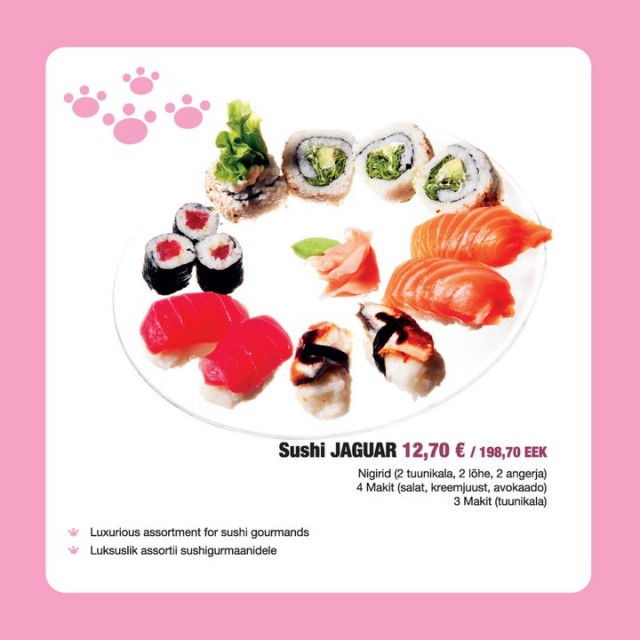 Sushi JAGUAR 12,70 € / 198,70 EEK
Nigirid (2 tuunikala, 2 lõhe, 2 angerja)
4 Makit (salat, kreemjuust, avokaado)
3 Makit (tuunikala)
Luxurious assortment for sushi gourmands
Luksuslik assortii sushigurmaanidele